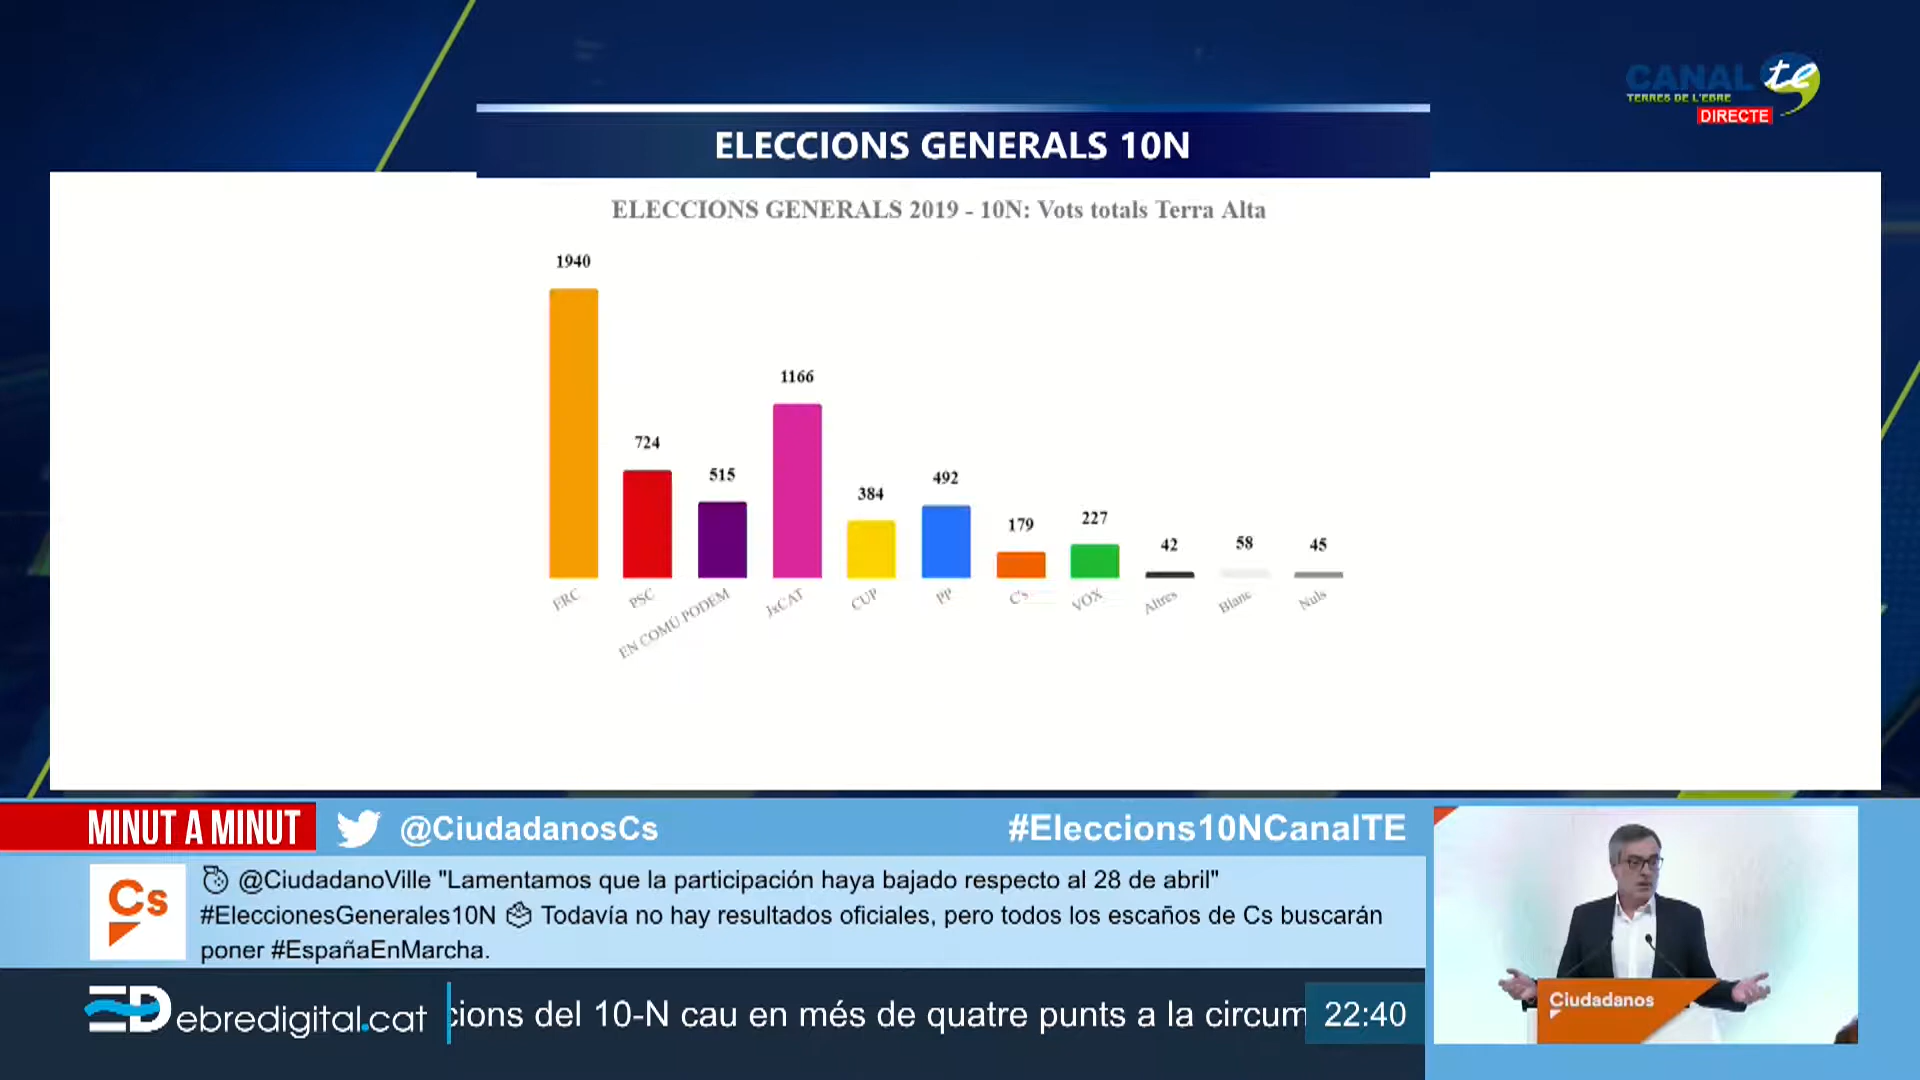 CANAL te
TERRES DE L'EBRE
DIRECTE
ELECCIONS GENERALS 10N
ELECCIONS GENERALS 2019 - 10N: Vots totals Terra Alta
1940
724
515
1166
384
492
179
227
42
58
45
ERC
PSC
EN COMÚ PODEM
JxCAT
CUP
PP
C's
VOX
Altres
Blanc
Nuls
MINUT A MINUT
@CiudadanosCs
#Eleccions10NCanalTE
Cs
@CiudadanoVille "Lamentamos que la participación haya bajado respecto al 28 de abril"
#EleccionesGenerales10N Todavía no hay resultados oficiales, pero todos los escaños de Cs buscarán
poner #EspañaEnMarcha.
ED ebredigital.cat
cions del 10-N cau en més de quatre punts a la circum
22:40
Ciudadanos